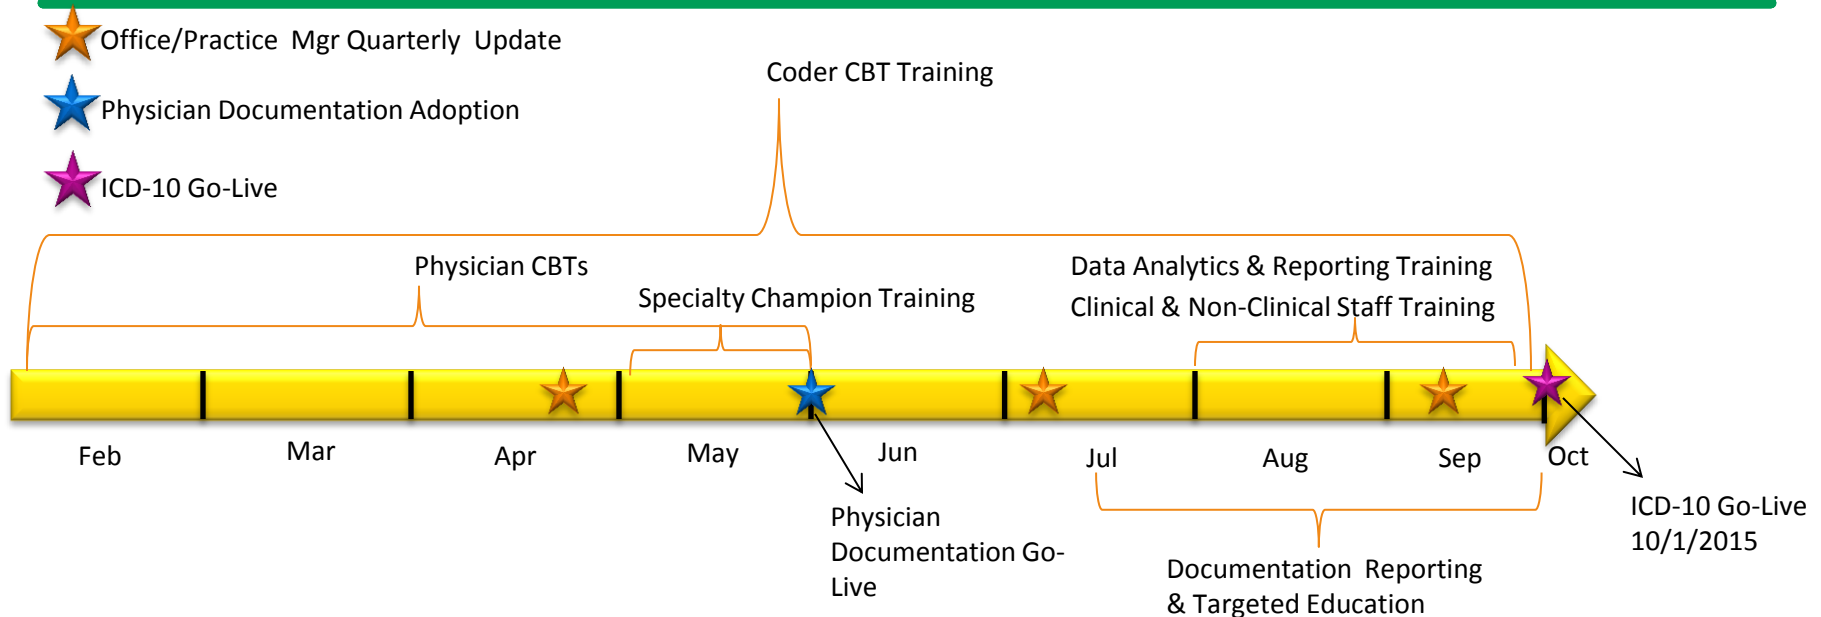 Office/Practice Mgr Quarterly Update
Coder CBT Training
Physician Documentation Adoption
ICD-10 Go-Live
Physician CBTs
Specialty Champion Training
Data Analytics & Reporting Training
Clinical & Non-Clinical Staff Training
Feb
Mar
Apr
May
Jun
Jul
Aug
Sep
Oct
Physician
Documentation Go-
Live
Documentation Reporting
& Targeted Education
ICD-10 Go-Live
10/1/2015